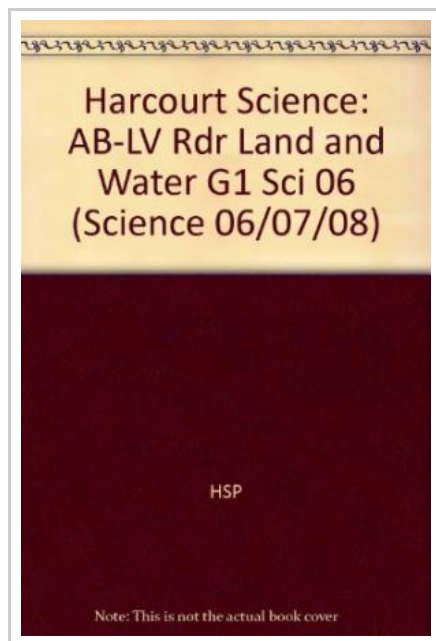 Harcourt Science:
AB-LV Rdr Land and
Water G1 Sci 06
(Science 06/07/08)
HSP
Note: This is not the actual book cover